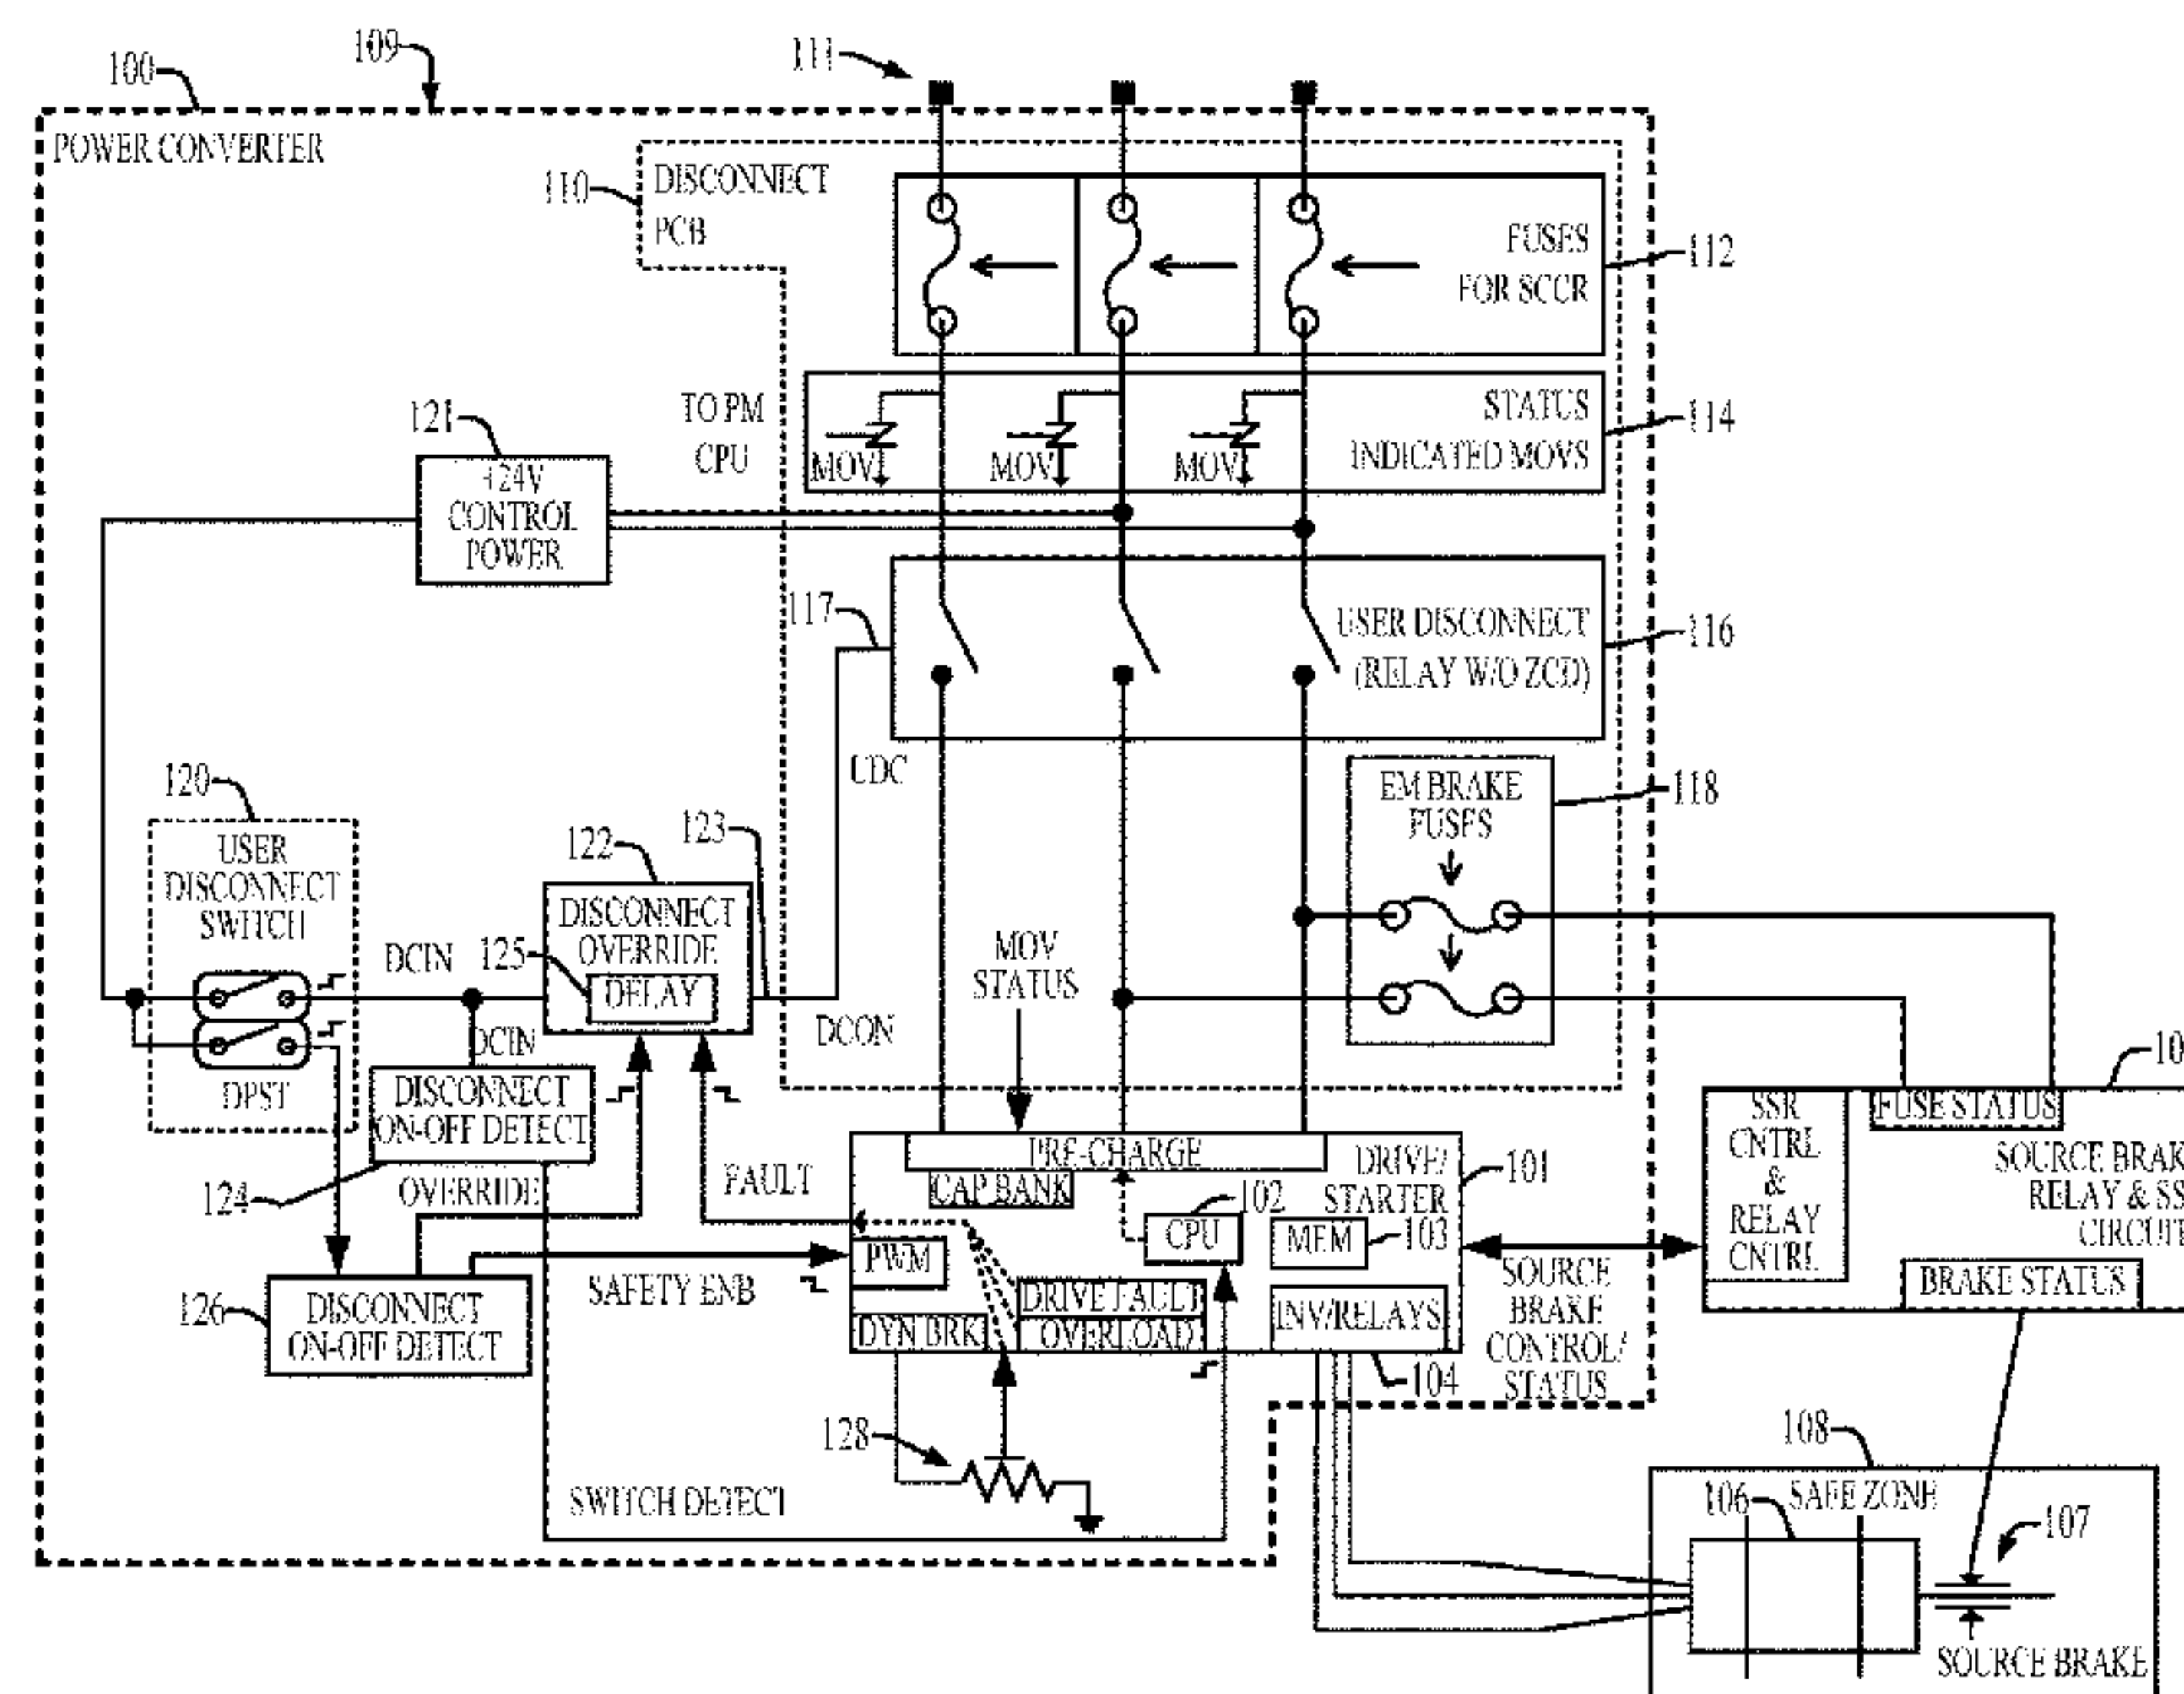 109
111
100
POWER CONVERTER
110
DISCONNECT
PCB
FUSES
FOR SCCR
112
121
TO PM
CPU
STATUS
INDICATED MOVS
114
MOV
MOV
MOV
+24V
CONTROL
POWER
117
USER DISCONNECT
(RELAY W/O ZCD)
116
UDC
120
EM BRAKE
FUSES
118
USER
DISCONNECT
SWITCH
122
123
DCIN
DISCONNECT
OVERRIDE
125
DELAY
MOV
STATUS
DCIN
DCON
DPST
DISCONNECT
ON-OFF DETECT
124
OVERRIDE
FAULT
PRE-CHARGE
CAP BANK
DRIVE/
STARTER
101
102
CPU
MEM
103
PWM
SAFETY ENB
DRIVE FAULT
OVERLOAD
DYN BRK
INV/RELAYS
104
126
DISCONNECT
ON-OFF DETECT
SOURCE
BRAKE
CONTROL/
STATUS
SSR
CNTRL
&
RELAY
CNTRL
FUSE STATUS
SOURCE
RELAY &
BRAKE STATUS
128
SWITCH DETECT
108
106
SAFE ZONE
107
SOURCE BRAKE